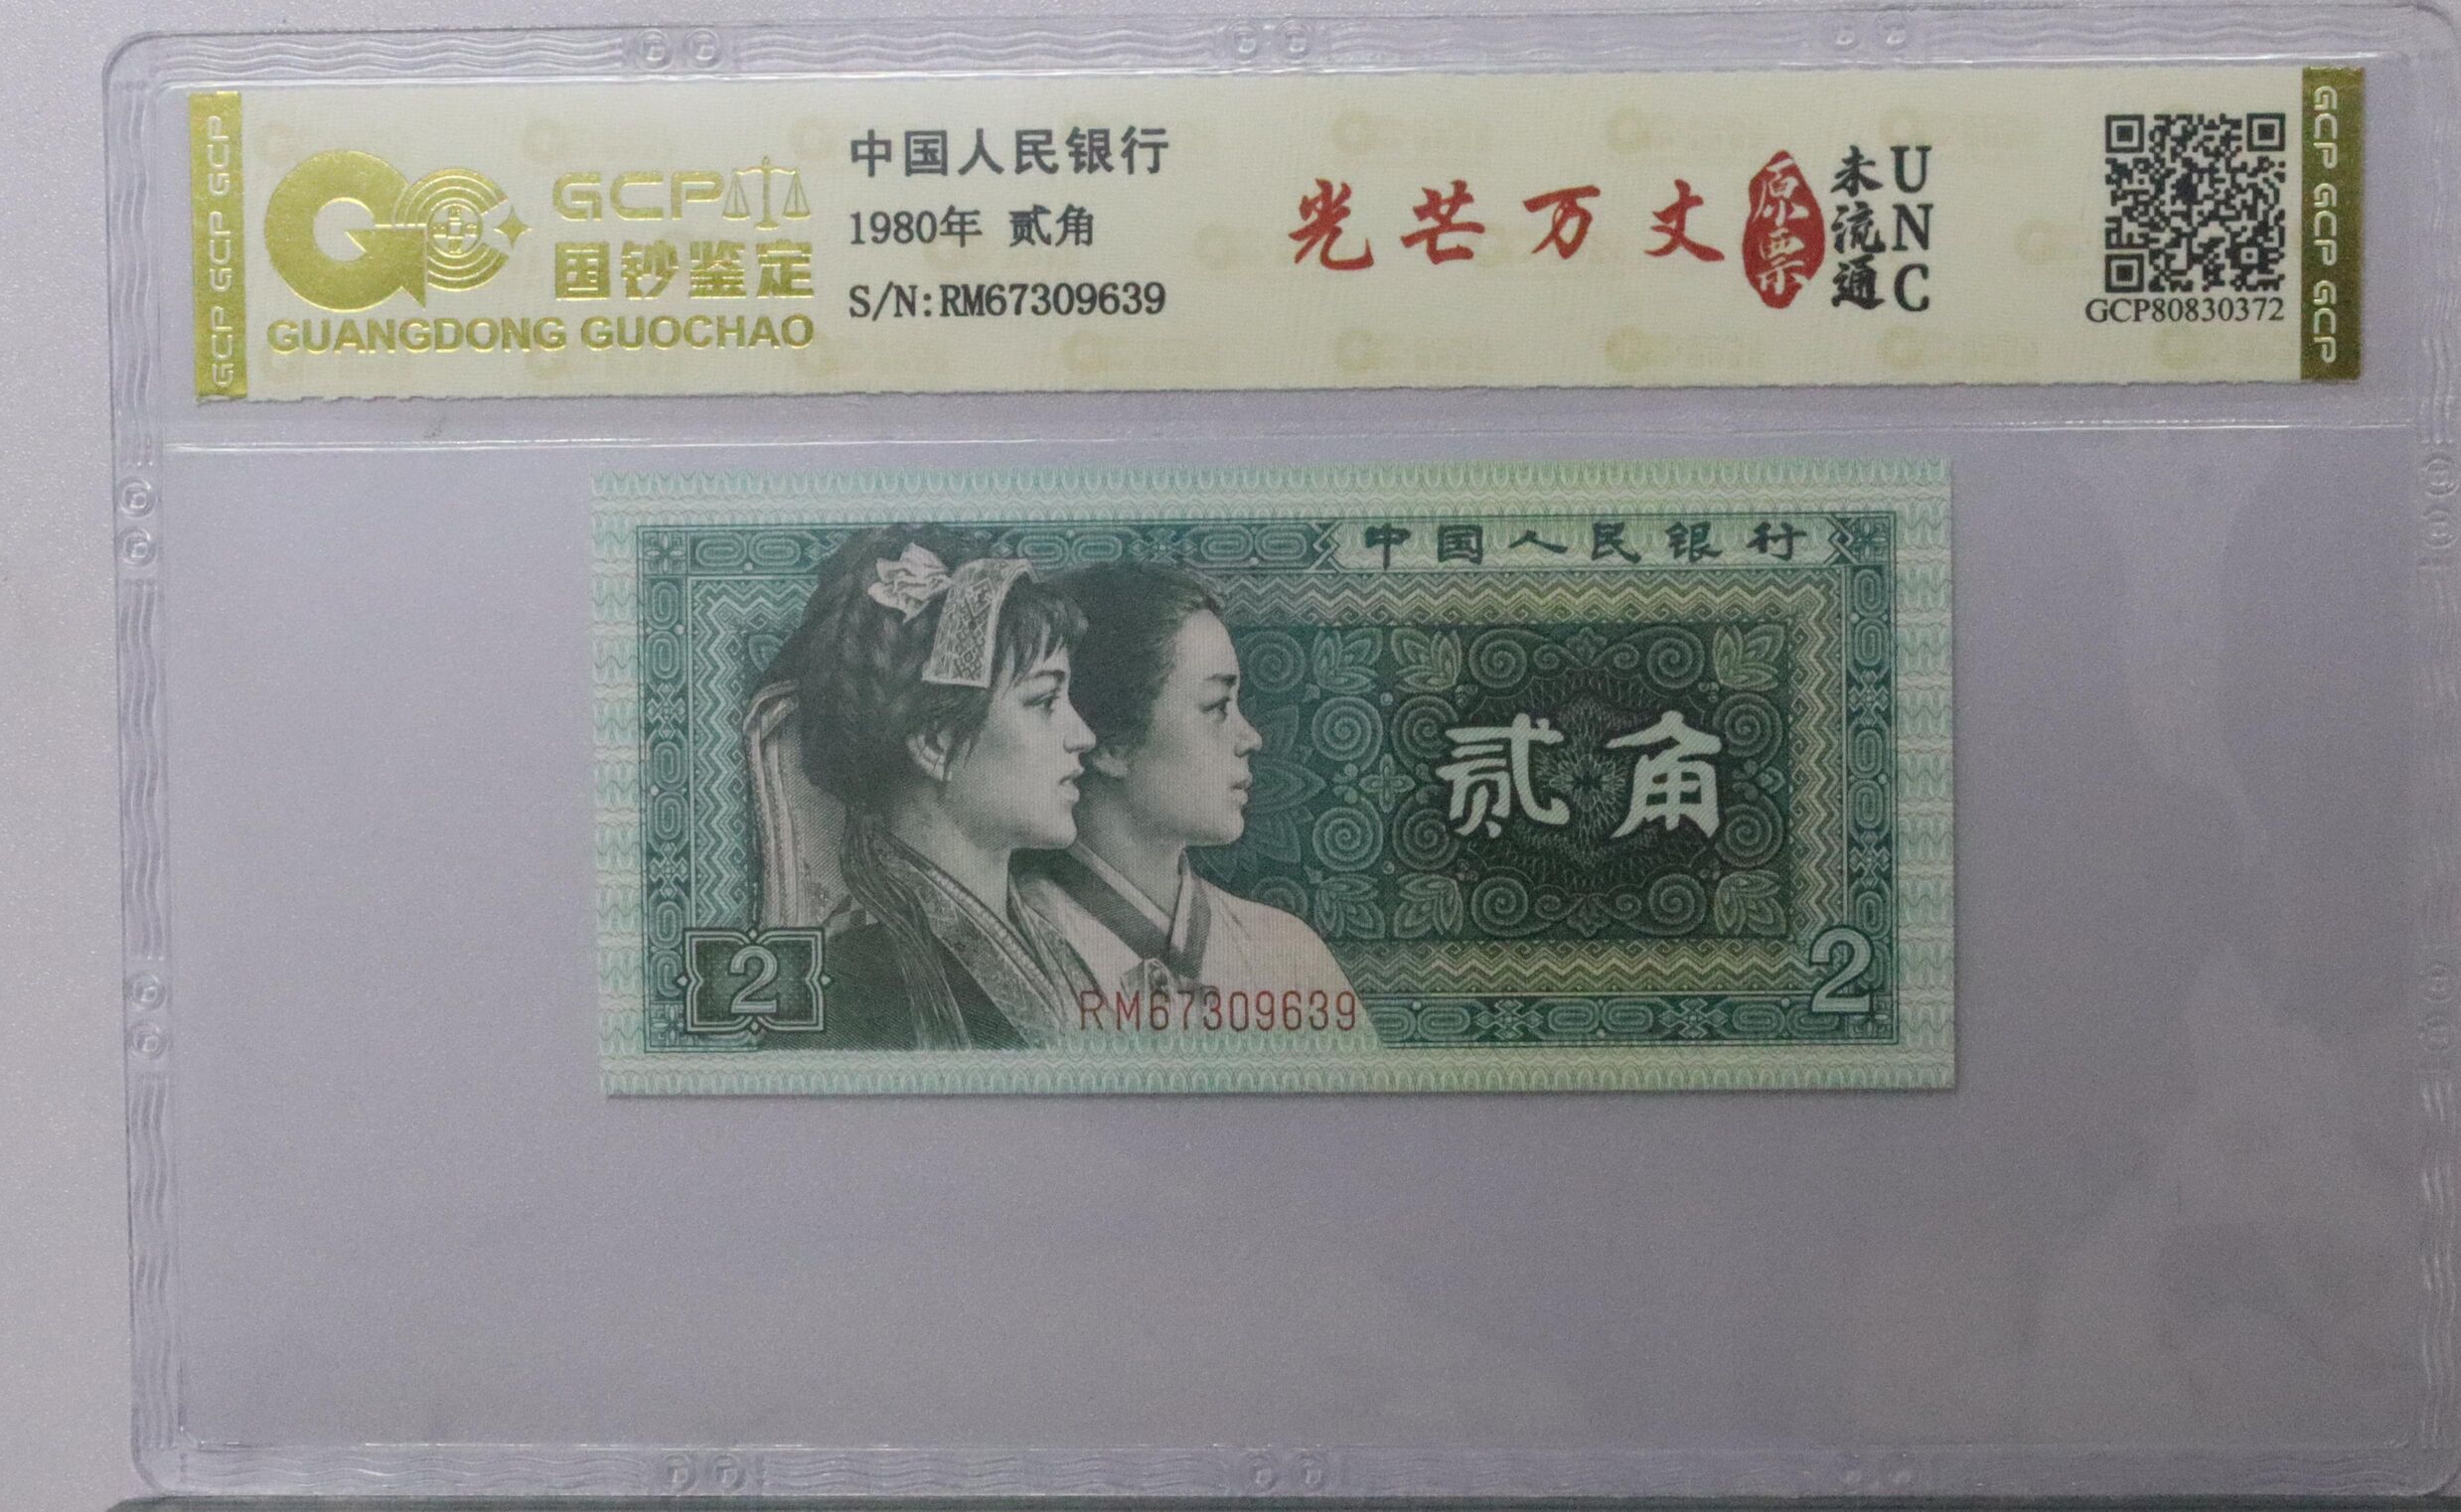 GCP GCP GCP
GCP
国钞鉴定
GUANGDONG GUOCHAO
中国人民银行
1980年 贰角
S/N:RM67309639
光芒万丈
原票
未流通
UNC
GCP80830372
GCP GCP GCP
中国人民银行
贰角
2
2
RM67309639